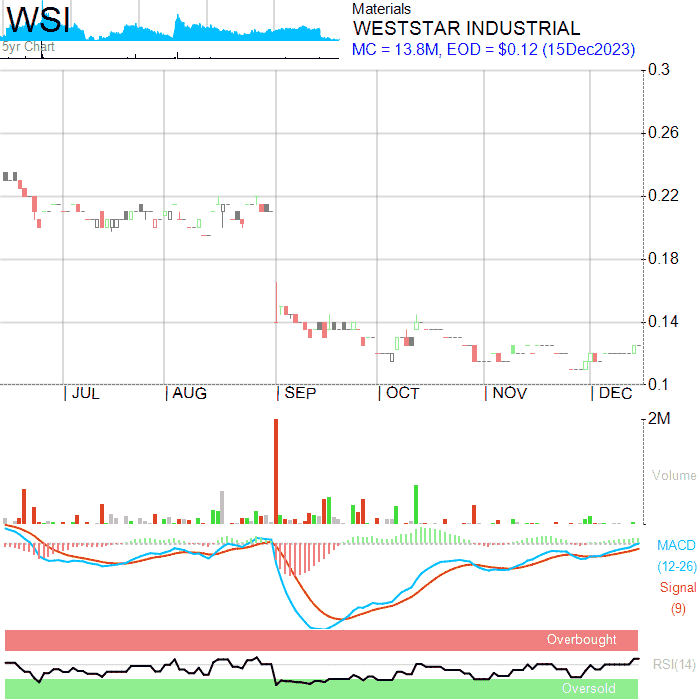 WSI
5yr Chart
Materials
WESTSTAR INDUSTRIAL
MC = 13.8M, EOD = $0.12 (15Dec2023)
0.3
0.26
0.22
0.18
0.14
0.1
JUL AUG SEP OCT NOV DEC
2M
Volume
MACD
(12-26)
Signal
(9)
Overbought
RSI(14)
Oversold